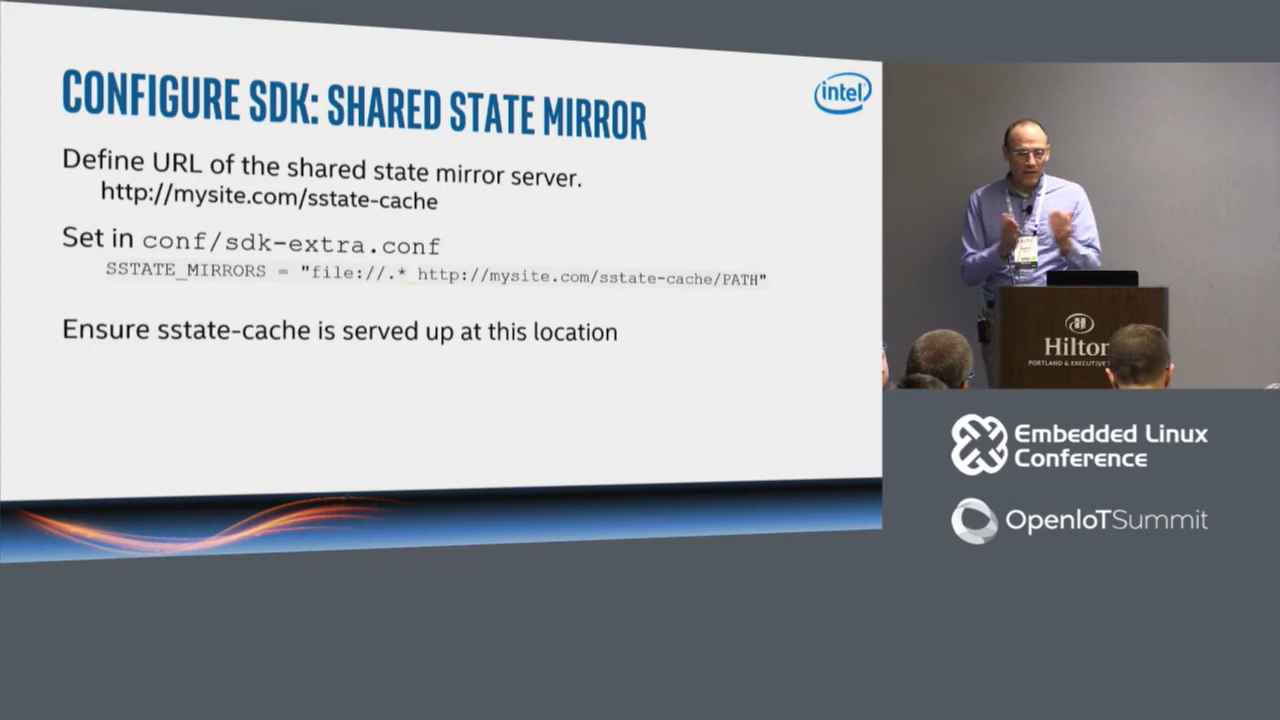 CONFIGURE SDK: SHARED STATE MIRROR
intel
Define URL of the shared state mirror server.
http://mysite.com/sstate-cache
Set in conf/sdk-extra.conf
SSTATE_MIRRORS = "file://.*_http://mysite.com/sstate-cache/PATH"
Ensure sstate-cache is served up at this location
Hilton
PORTLAND & EXECUTIVE
Embedded Linux
Conference
OpenIoTSummit